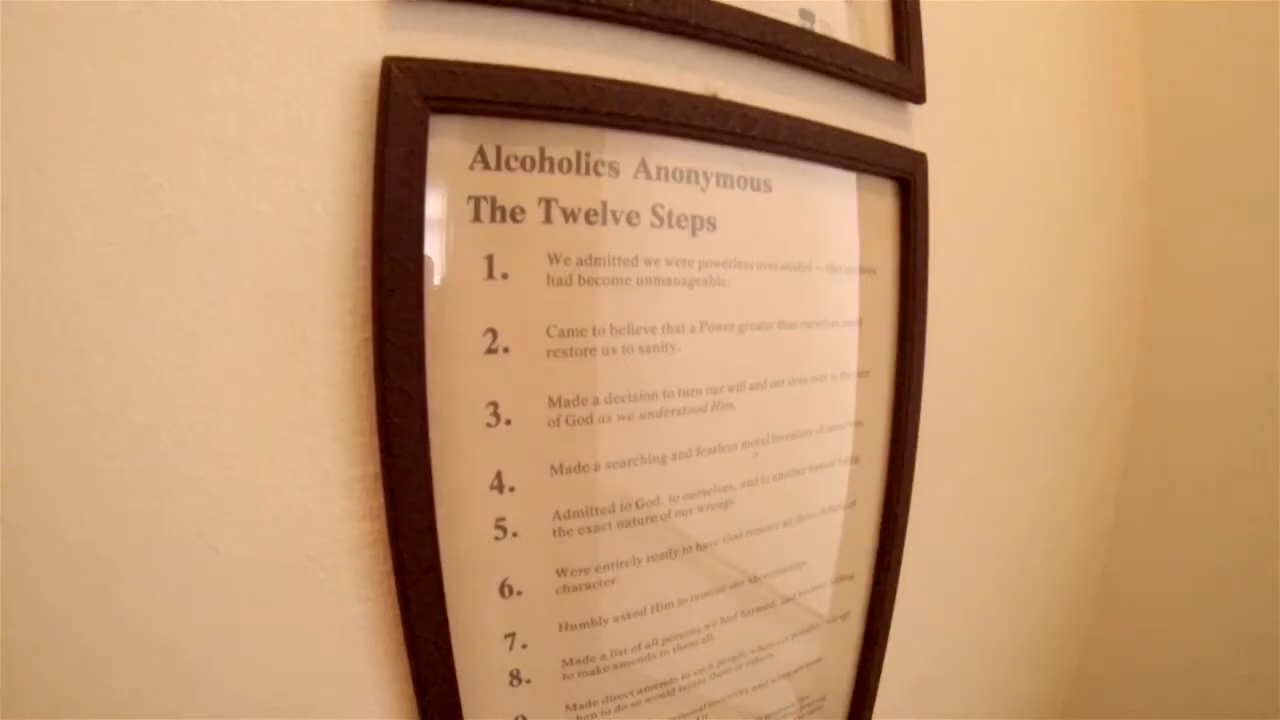 Alcoholics Anonymous
The Twelve Steps
1. We admitted we were powerless over alcohol — that our lives
had become unmanageable.
2. Came to believe that a Power greater than ourselves could
restore us to sanity.
3. Made a decision to turn our will and our lives over to the care
of God as we understood Him.
4. Made a searching and fearless moral inventory of ourselves.
5. Admitted to God, to ourselves, and to another human being
the exact nature of our wrongs.
6. Were entirely ready to have God remove all these defects of
character.
7. Humbly asked Him to remove our shortcomings.
8. Made a list of all persons we had harmed, and became willing
to make amends to them all.
9. Made direct amends to such people wherever possible, except
when to do so would injure them or others.
personal inventory and